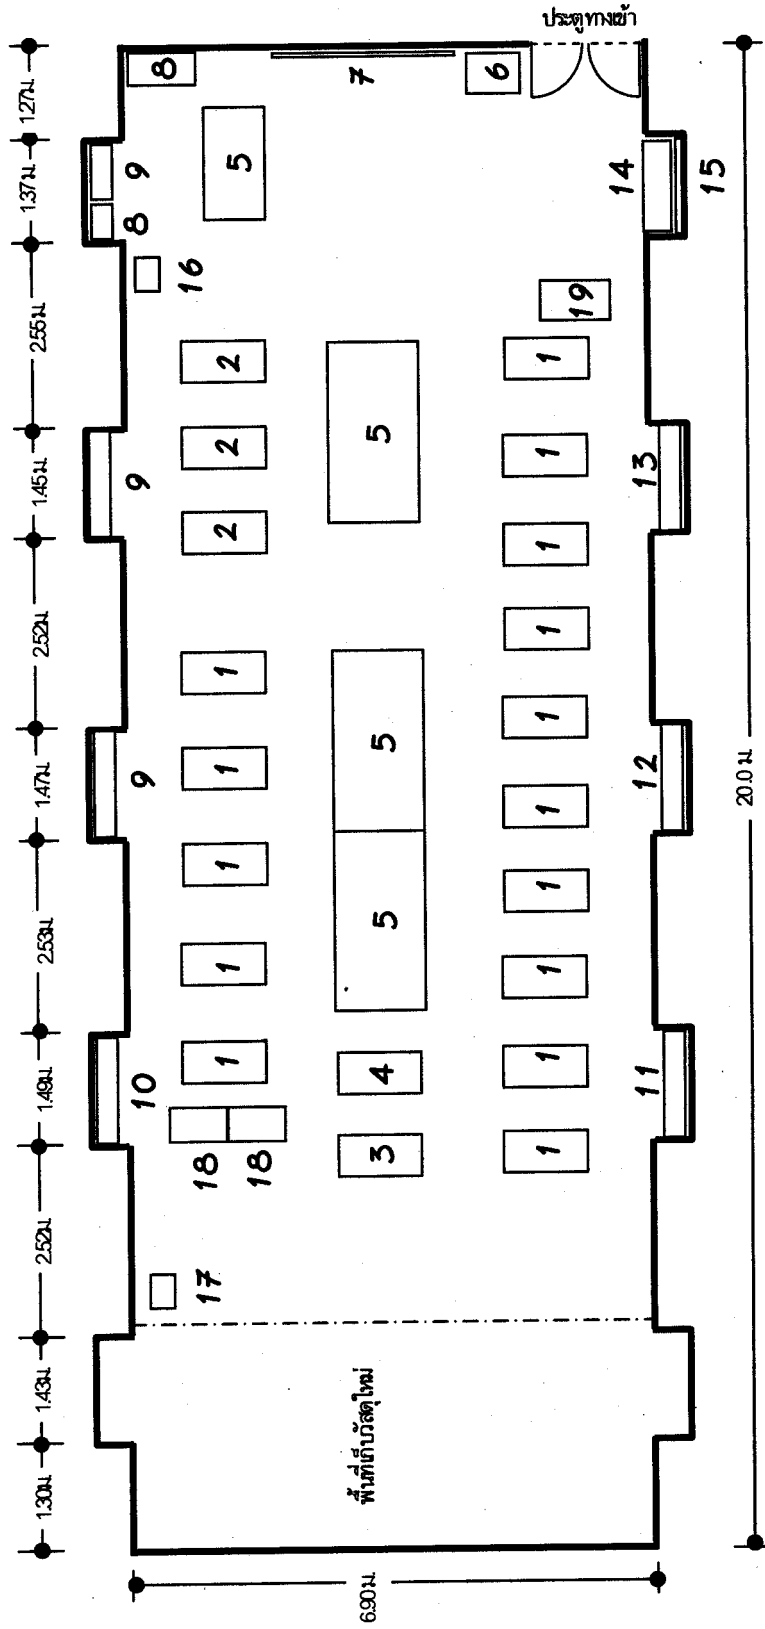 1.30ม. 1.43ม. 2.52ม. 1.49ม. 2.53ม. 1.47ม. 2.52ม. 1.45ม. 2.55ม. 1.37ม. 1.27ม.
10 9 9 8 9 8
17 18 18 1 1 1 1 1 2 2 2 16 5
6.90ม. พื้นที่เก็บวัสดุใหม่ 3 4 5 5 5 7
1 1 1 1 1 1 1 1 1 1 19 6
ประตูทางเข้า
11 12 13 14
15
20.0 ม.